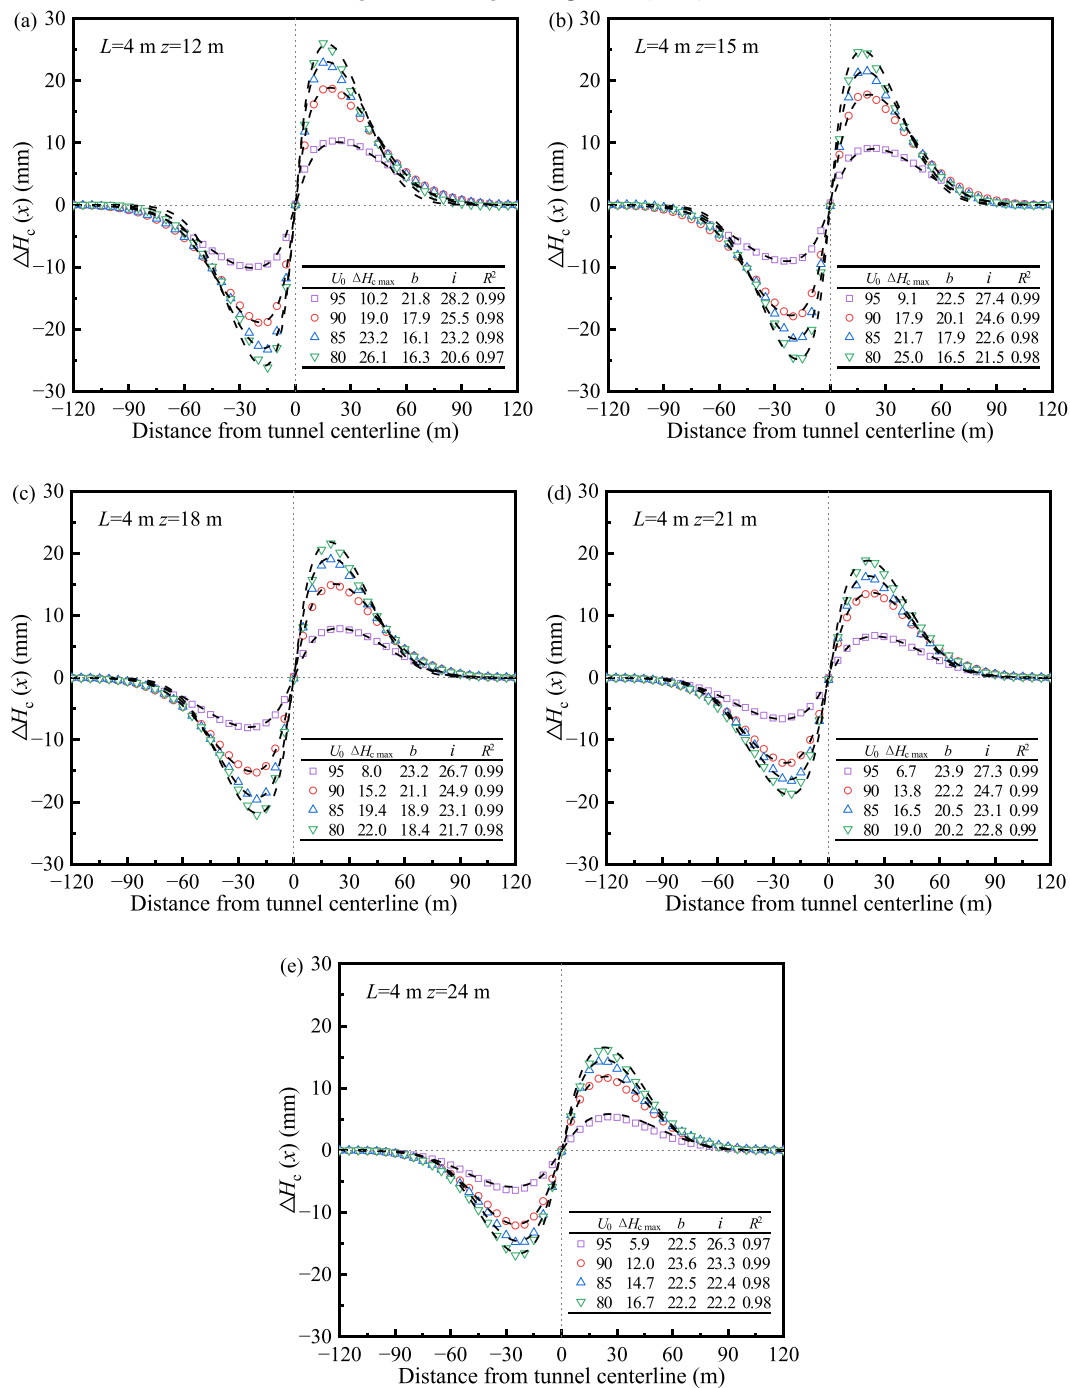 (a)
L=4 m z=12 m
30
20
10
0
−10
−20
−30
ΔHc (x) (mm)
U0 ΔHc max b i R2
95 10.2 21.8 28.2 0.99
90 19.0 17.9 25.5 0.98
85 23.2 16.1 23.2 0.98
80 26.1 16.3 20.6 0.97
−120 −90 −60 −30 0 30 60 90 120
Distance from tunnel centerline (m)
(b)
L=4 m z=15 m
30
20
10
0
−10
−20
−30
ΔHc (x) (mm)
U0 ΔHc max b i R2
95 9.1 22.5 27.4 0.99
90 17.9 20.1 24.6 0.99
85 21.7 17.9 22.6 0.98
80 25.0 16.5 21.5 0.98
−120 −90 −60 −30 0 30 60 90 120
Distance from tunnel centerline (m)
(c)
L=4 m z=18 m
30
20
10
0
−10
−20
−30
ΔHc (x) (mm)
U0 ΔHc max b i R2
95 8.0 23.2 26.7 0.99
90 15.2 21.1 24.9 0.99
85 19.4 18.9 23.1 0.99
80 22.0 18.4 21.7 0.98
−120 −90 −60 −30 0 30 60 90 120
Distance from tunnel centerline (m)
(d)
L=4 m z=21 m
30
20
10
0
−10
−20
−30
ΔHc (x) (mm)
U0 ΔHc max b i R2
95 6.7 23.9 27.3 0.99
90 13.8 22.2 24.7 0.99
85 16.5 20.5 23.1 0.99
80 19.0 20.2 22.8 0.99
−120 −90 −60 −30 0 30 60 90 120
Distance from tunnel centerline (m)
(e)
L=4 m z=24 m
30
20
10
0
−10
−20
−30
ΔHc (x) (mm)
U0 ΔHc max b i R2
95 5.9 22.5 26.3 0.97
90 12.0 23.6 23.3 0.99
85 14.7 22.5 22.4 0.98
80 16.7 22.2 22.2 0.98
−120 −90 −60 −30 0 30 60 90 120
Distance from tunnel centerline (m)